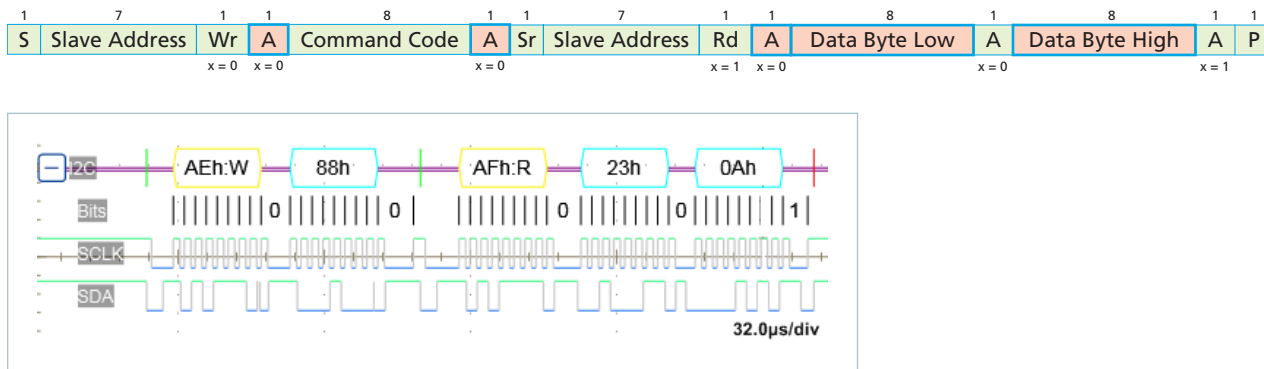 1 7 1 1 8 1 1 7 1 1 8 1 8 1 1
S Slave Address Wr A Command Code A Sr Slave Address Rd A Data Byte Low A Data Byte High A P
x = 0 x = 0 x = 0 x = 1 x = 0 x = 0 x = 1
I2C AEh:W 88h AFh:R 23h 0Ah
Bits 0 0 0 0 1
SCLK
SDA
32.0µs/div